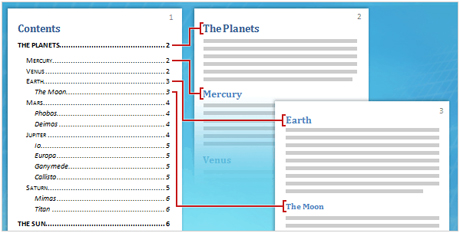 1
Contents
THE PLANETS 2
MERCURY 2
VENUS 2
EARTH 3
The Moon 3
MARS 4
Phobos 4
Deimos 4
JUPITER 4
Io 5
Europa 5
Ganymede 5
Callisto 5
SATURN 5
Mimas 6
Titan 6
THE SUN 6
2
The Planets
Mercury
Venus
3
Earth
The Moon